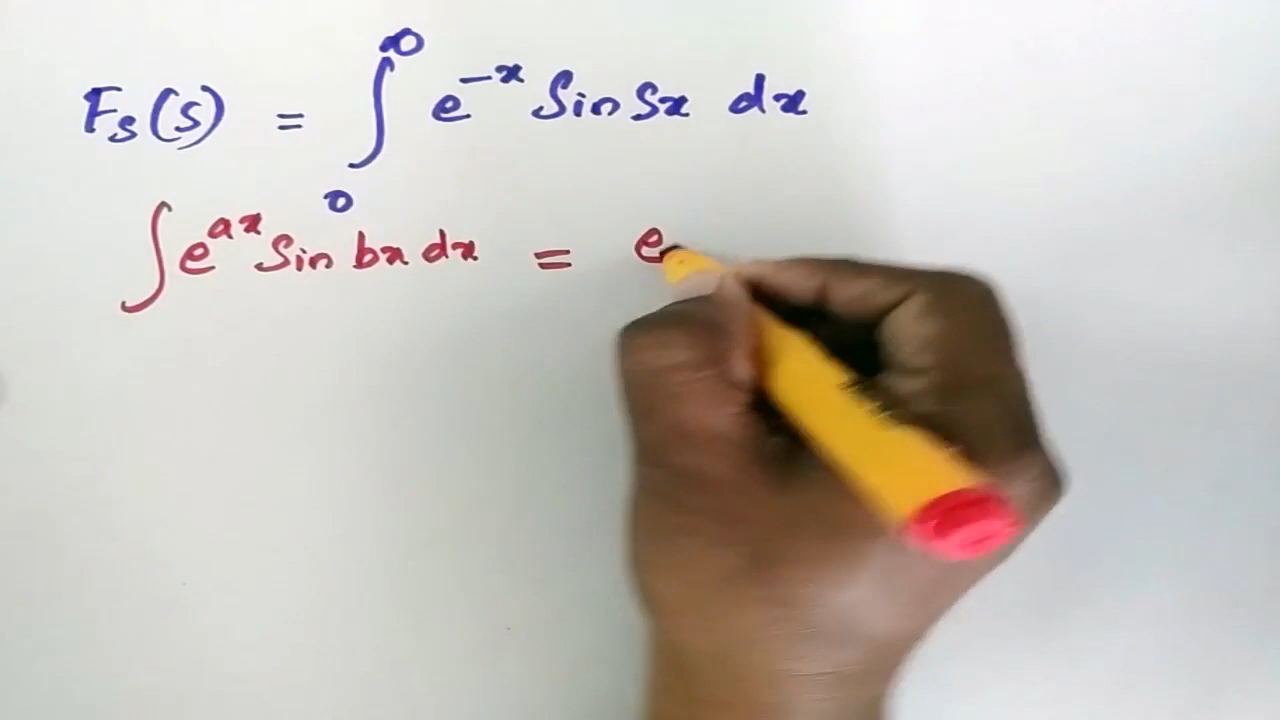 Fs(s) = ∫₀^∞ e^-x Sin sx dx
∫e^ax Sin bx dx = e